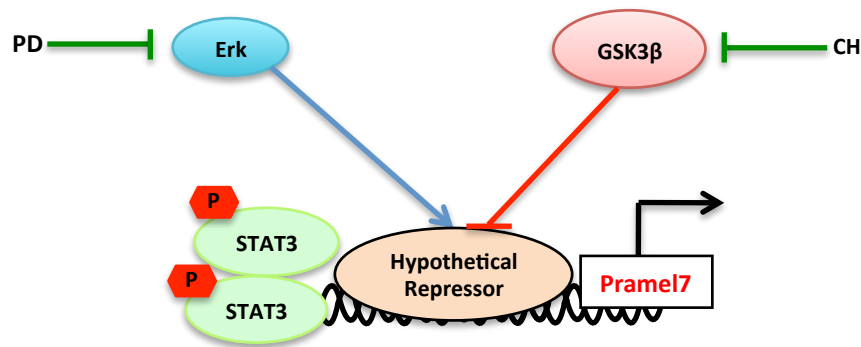 PD
Erk
GSK3β
CH
P
STAT3
P
STAT3
Hypothetical
Repressor
Pramel7